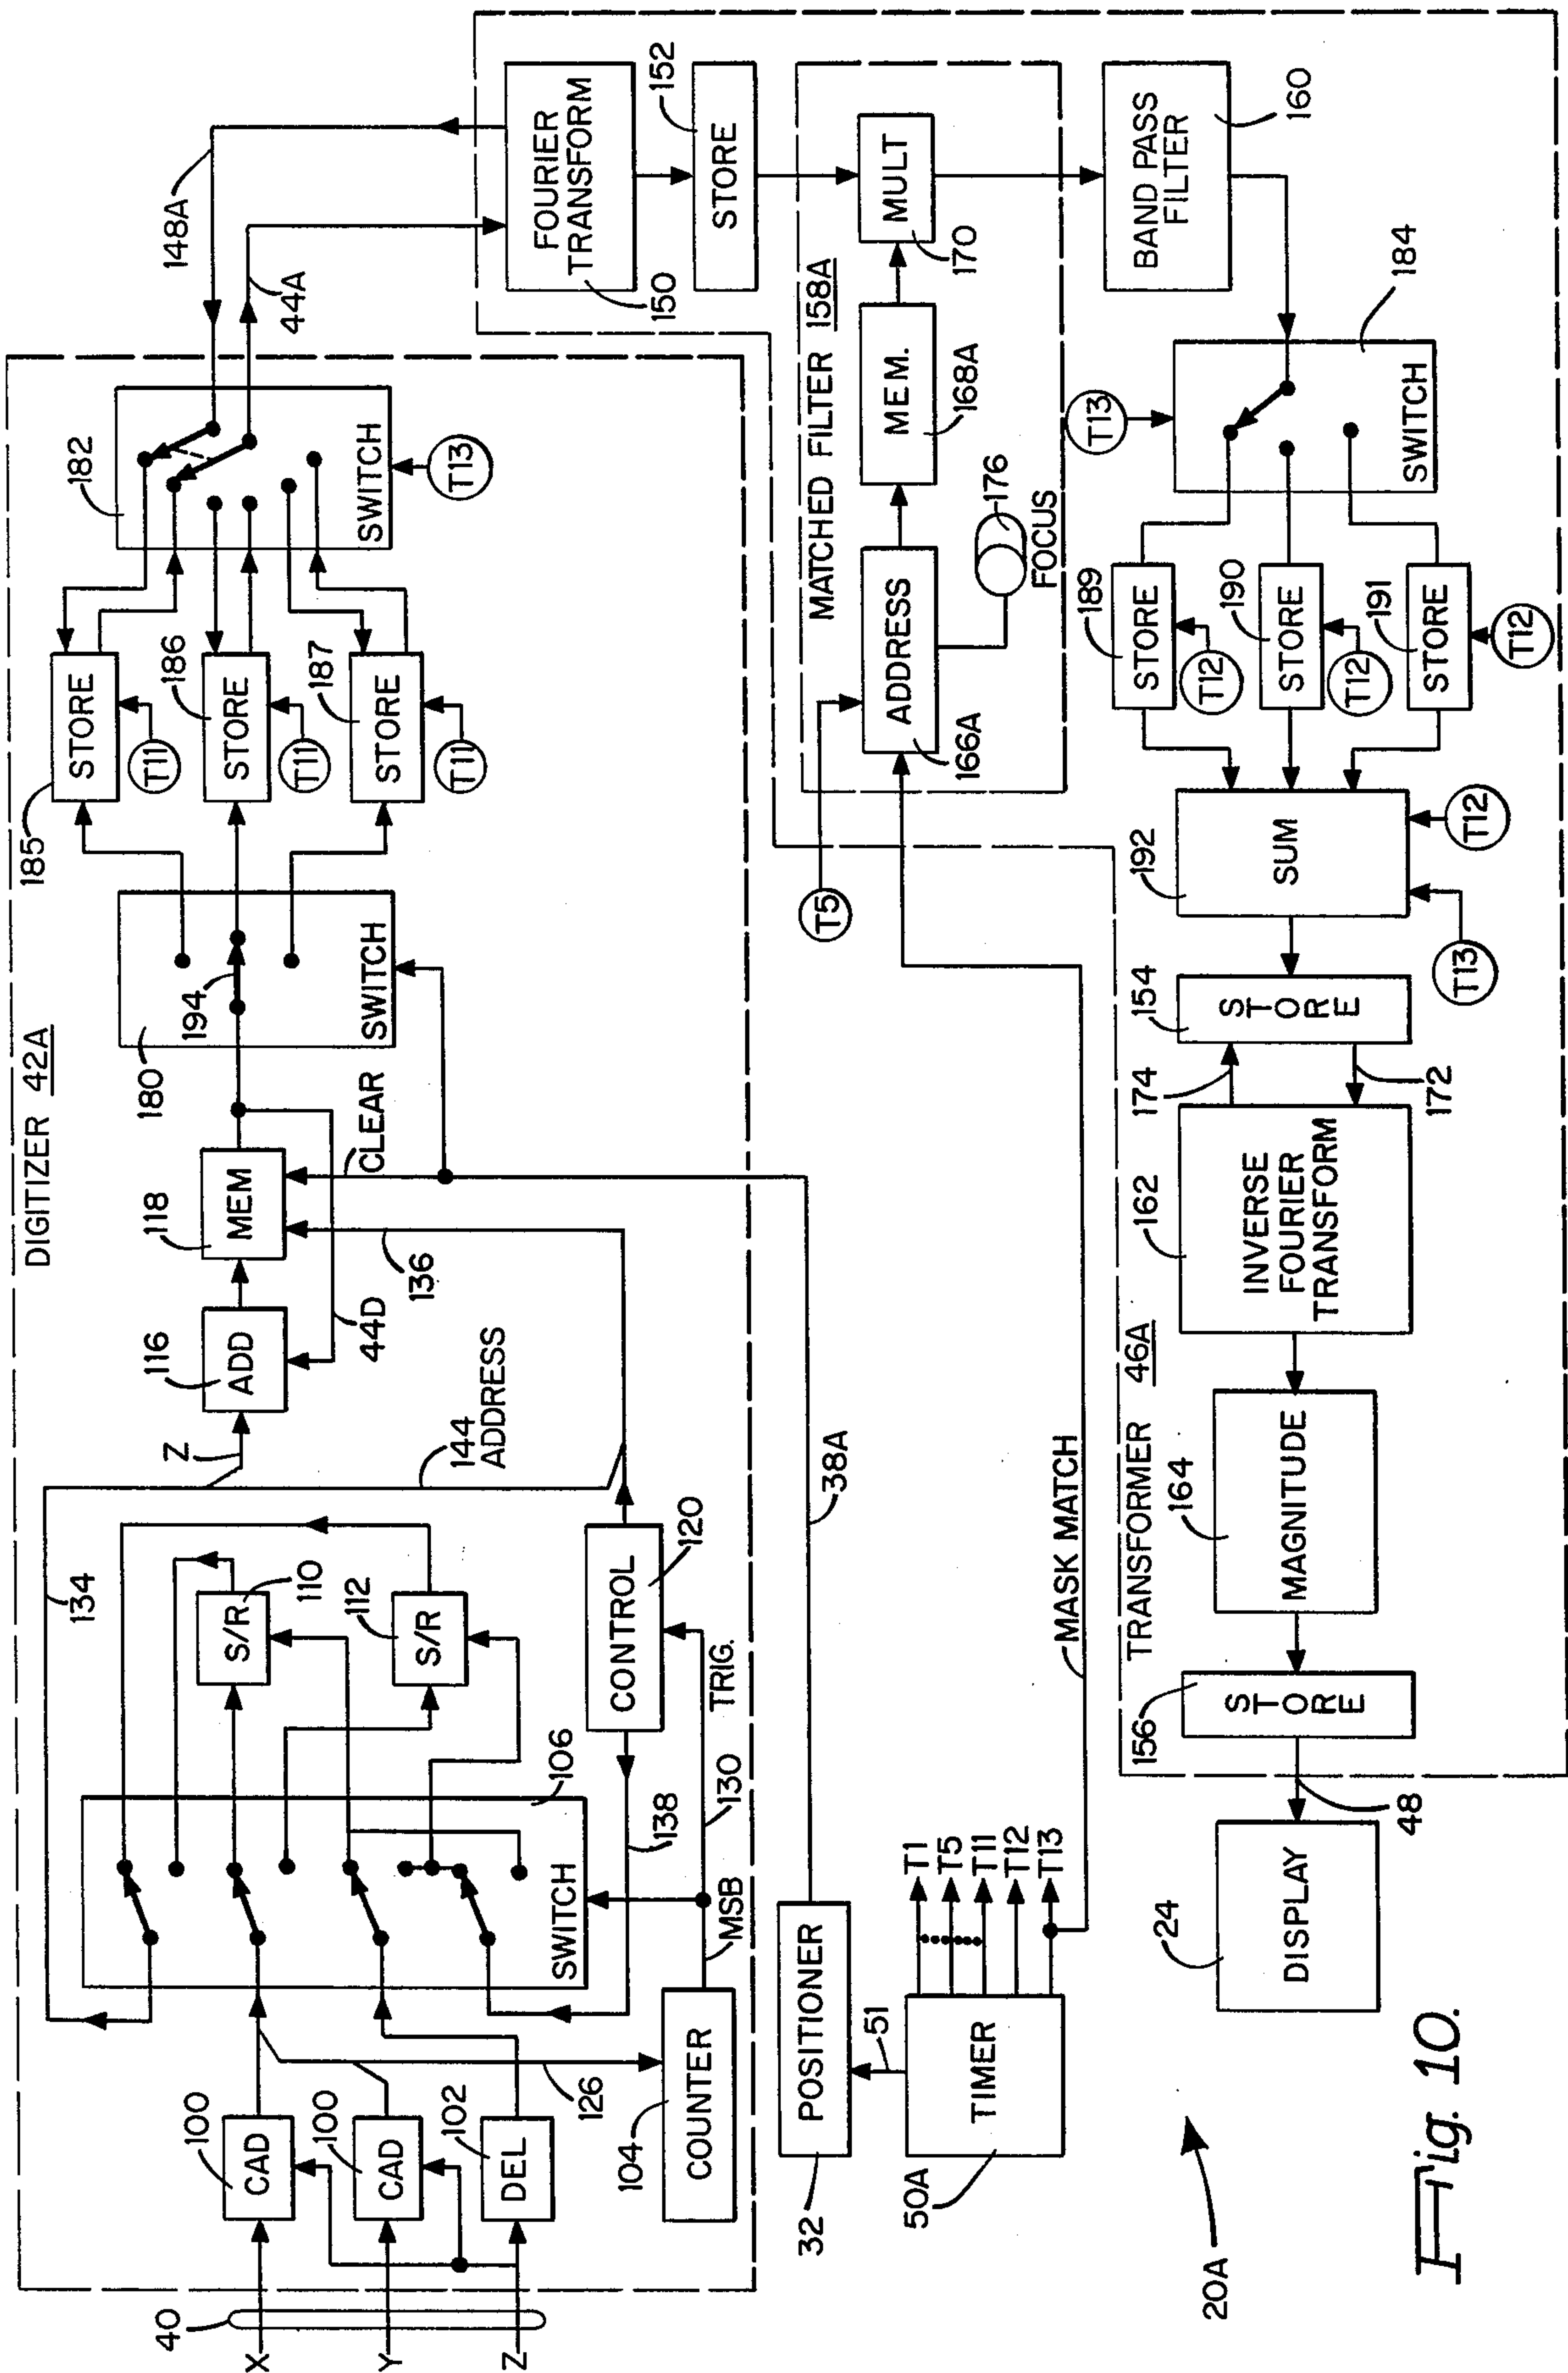 DIGITIZER 42A
40
X
Y
Z
100
CAD
100
CAD
102
DEL
126
104
COUNTER
MSB
130
TRIG.
138
SWITCH
106
134
S/R
110
S/R
112
CONTROL
120
144
ADDRESS
Z
116
ADD
44D
136
118
MEM
CLEAR
180
194
SWITCH
185
STORE
T11
186
STORE
T11
187
STORE
T11
182
SWITCH
T13
148A
44A
FOURIER
TRANSFORM
150
152
STORE
32
POSITIONER
38A
51
50A
TIMER
T1
T5
T11
T12
T13
MASK MATCH
T5
MATCHED FILTER 158A
166A
ADDRESS
176
FOCUS
MEM.
168A
MULT
170
BAND PASS
FILTER
160
184
SWITCH
T13
189
STORE
T12
190
STORE
T12
191
STORE
T12
192
SUM
T12
T13
154
STORE
174
172
162
INVERSE
FOURIER
TRANSFORM
TRANSFORMER 46A
164
MAGNITUDE
156
STORE
48
24
DISPLAY
20A
Fig. 10.